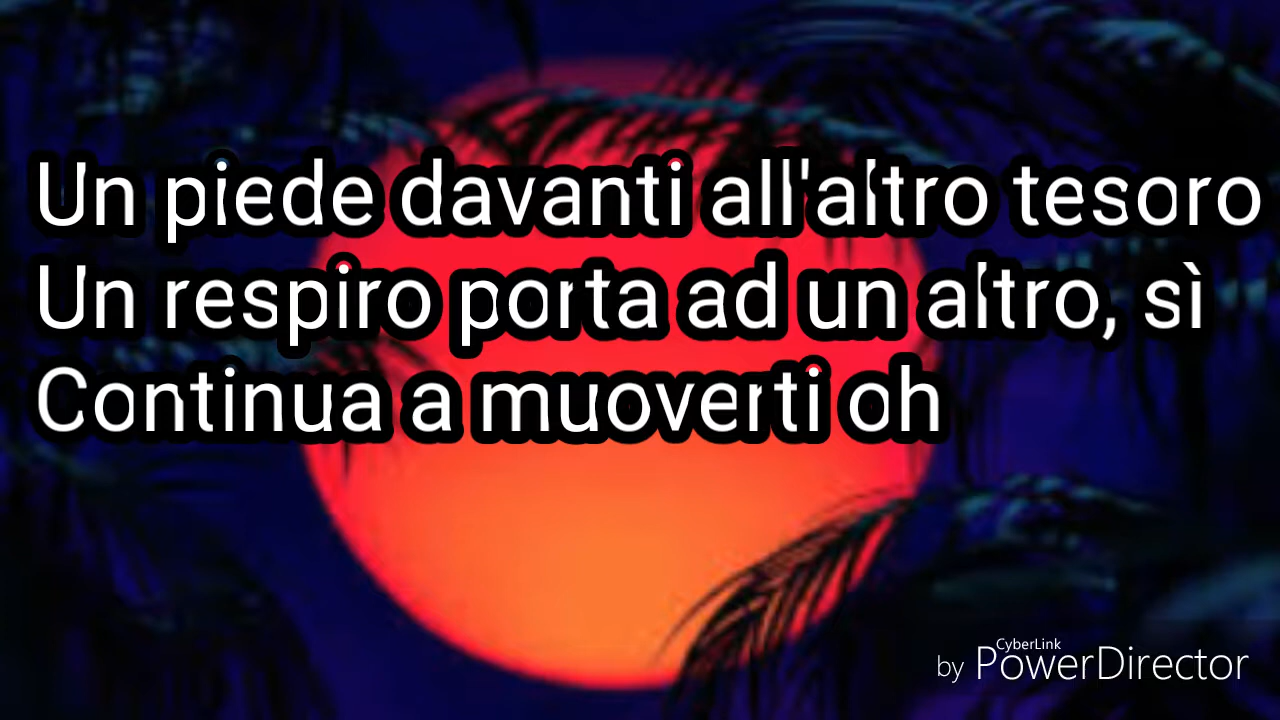 Un piede davanti all'altro tesoro
Un respiro porta ad un altro, sì
Continua a muoverti oh
by CyberLink PowerDirector